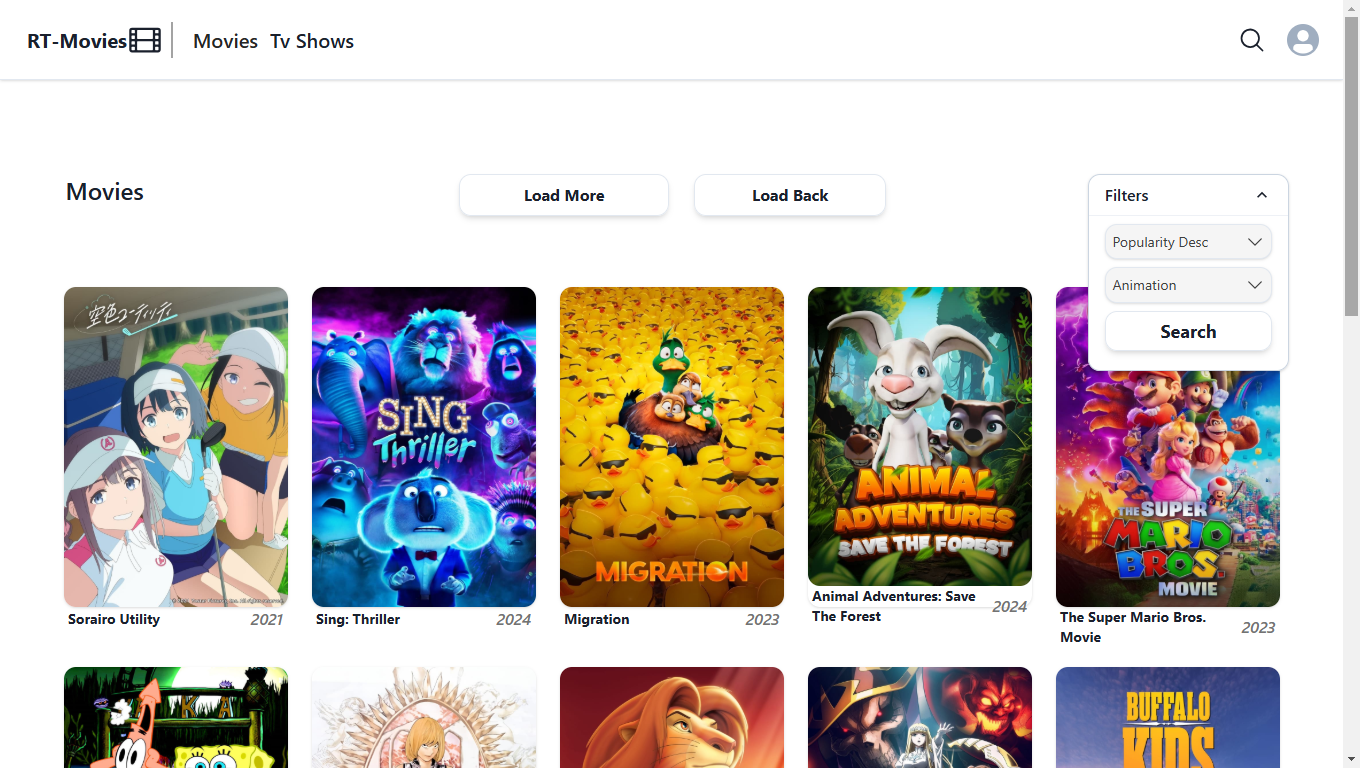 RT-Movies
Movies Tv Shows
Movies
Load More
Load Back
Filters
Popularity Desc
Animation
Search
空色ユーティリティ
SING
Thriller
MIGRATION
ANIMAL
ADVENTURES
SAVE THE FOREST
THE SUPER
MARIO
BROS.
MOVIE
Sorairo Utility 2021
Sing: Thriller 2024
Migration 2023
Animal Adventures: Save
The Forest 2024
The Super Mario Bros.
Movie 2023
K A
BUFFALO
KIDS